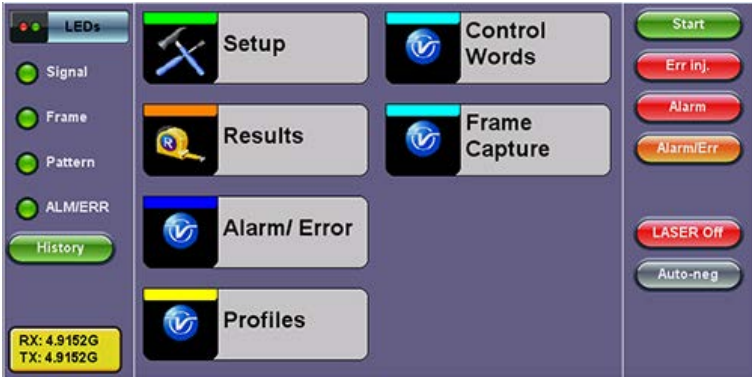 LEDs
Signal
Frame
Pattern
ALM/ERR
History
RX: 4.9152G
TX: 4.9152G
Setup
Results
R
Alarm/ Error
Profiles
Control
Words
Frame
Capture
Start
Err inj.
Alarm
Alarm/Err
LASER Off
Auto-neg